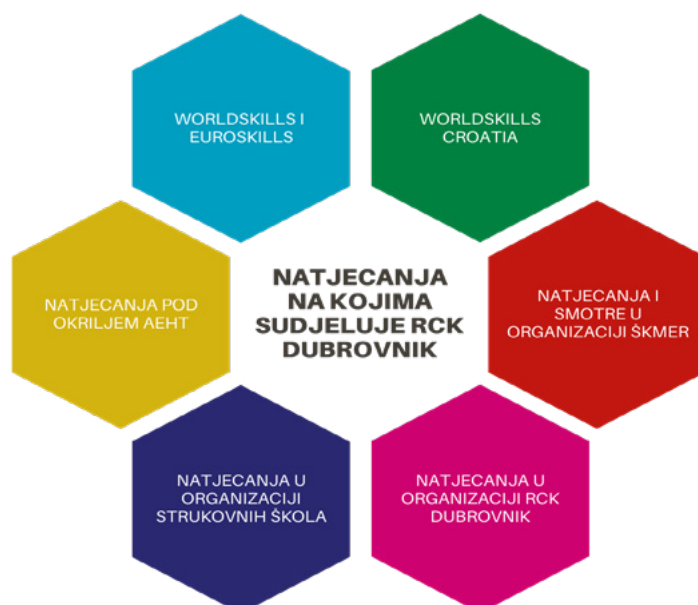 WORLDSKILLS I
EUROSKILLS
WORLDSKILLS
CROATIA
NATJECANJA POD
OKRILJEM AEHT
NATJECANJA
NA KOJIMA
SUDJELUJE RCK
DUBROVNIK
NATJECANJA I
SMOTRE U
ORGANIZACIJI ŠKMER
NATJECANJA U
ORGANIZACIJI
STRUKOVNIH ŠKOLA
NATJECANJA U
ORGANIZACIJI RCK
DUBROVNIK